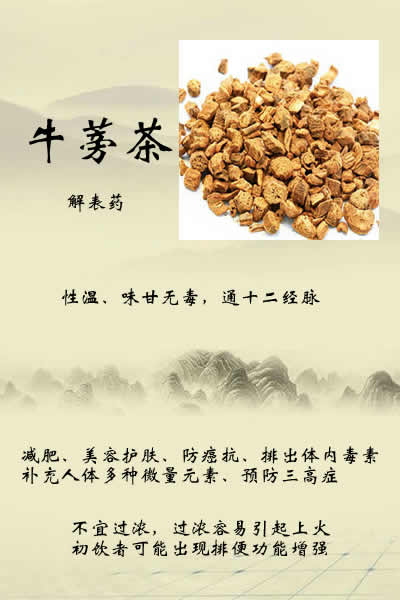 牛蒡茶
解表药
性温、味甘无毒，通十二经脉
减肥、美容护肤、防癌抗、排出体内毒素
补充人体多种微量元素、预防三高症
不宜过浓，过浓容易引起上火
初饮者可能出现排便功能增强